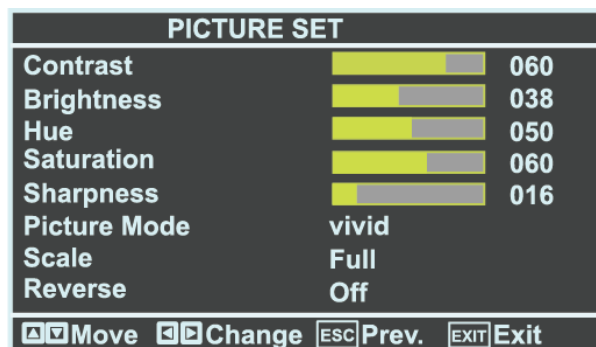 PICTURE SET
Contrast 060
Brightness 038
Hue 050
Saturation 060
Sharpness 016
Picture Mode vivid
Scale Full
Reverse Off
Move Change ESC Prev. EXIT Exit